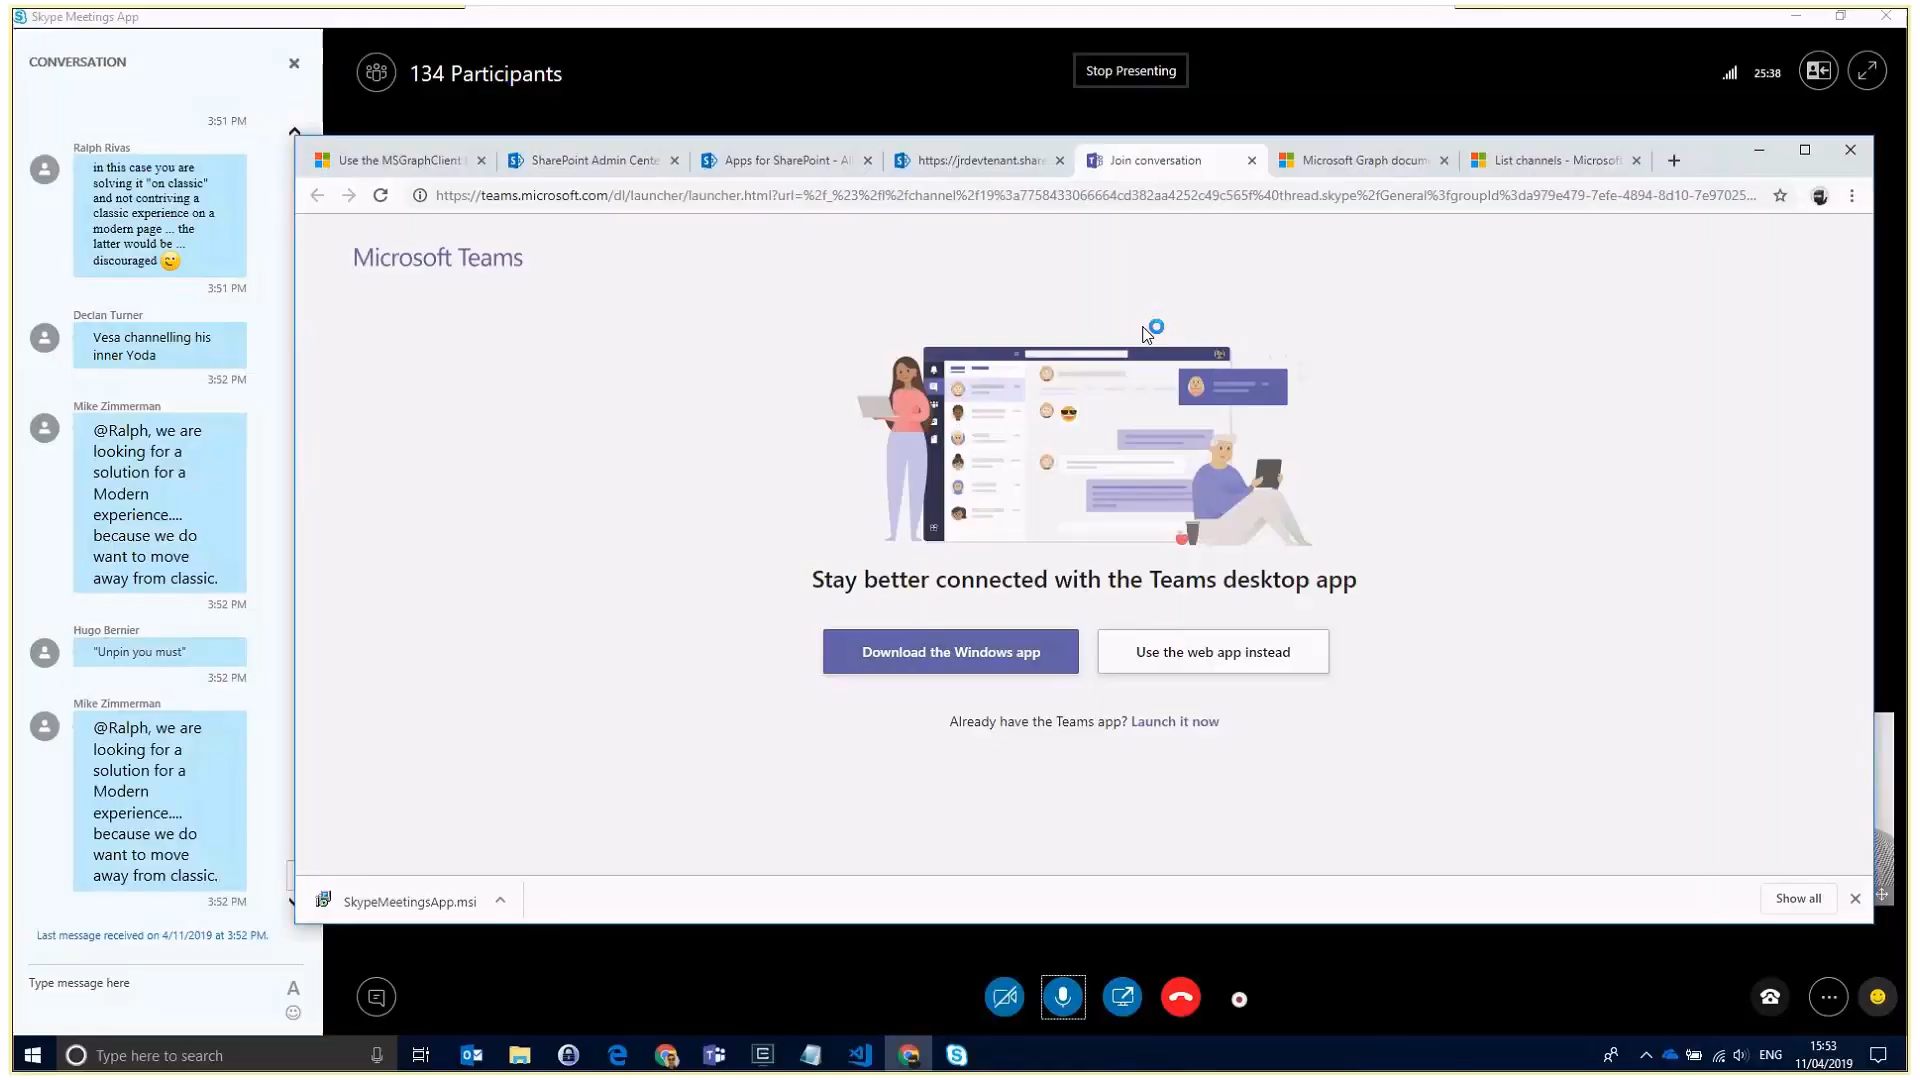 Skype Meetings App
CONVERSATION
134 Participants
Stop Presenting
25:38
3:51 PM
Ralph Rivas
in this case you are
solving it "on classic"
and not contriving a
classic experience on a
modern page ... the
latter would be ...
discouraged 😉
3:51 PM
Declan Turner
Vesa channelling his
inner Yoda
3:52 PM
Mike Zimmerman
@Ralph, we are
looking for a
solution for a
Modern
experience....
because we do
want to move
away from classic.
3:52 PM
Hugo Bernier
"Unpin you must"
3:52 PM
Mike Zimmerman
@Ralph, we are
looking for a
solution for a
Modern
experience....
because we do
want to move
away from classic.
3:52 PM
Last message received on 4/11/2019 at 3:52 PM.
Type message here
A
Use the MSGraphClient
SharePoint Admin Cente
Apps for SharePoint - Al
https://jrdevtenant.share
Join conversation
Microsoft Graph docum
List channels - Microsof
https://teams.microsoft.com/dl/launcher/launcher.html?url=%2f_%23%2fl%2fchannel%2f19%3a7758433066664cd382aa4252c49c565f%40thread.skype%2fGeneral%3fgroupId%3da979e479-7efe-4894-8d10-7e97025...
Microsoft Teams
Stay better connected with the Teams desktop app
Download the Windows app
Use the web app instead
Already have the Teams app? Launch it now
SkypeMeetingsApp.msi
Show all
Type here to search
ENG
15:53
11/04/2019